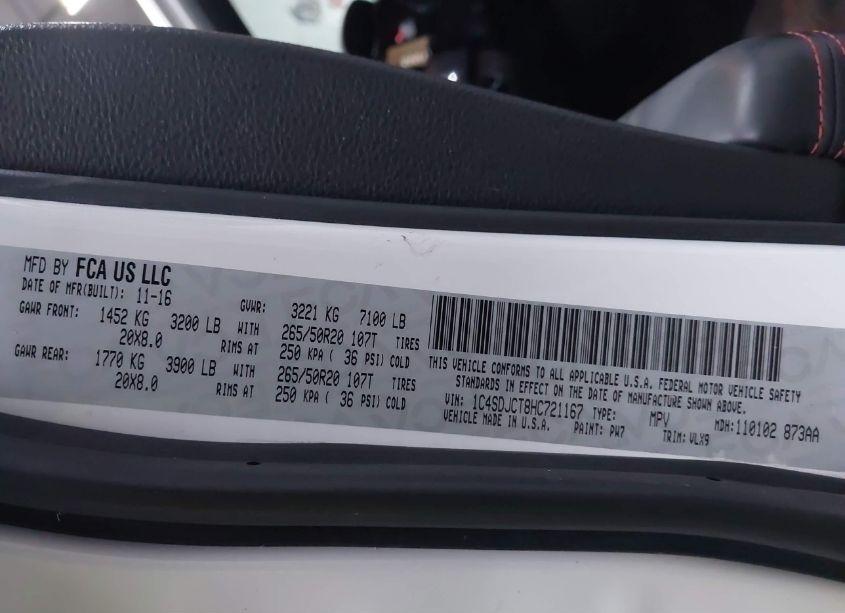 MFD BY FCA US LLC
DATE OF MFR(BUILT): 11-16 GVWR: 3221 KG 7100 LB
GAWR FRONT: 1452 KG 3200 LB WITH 265/50R20 107T TIRES
20X8.0 RIMS AT 250 KPA ( 36 PSI) COLD
GAWR REAR: 1770 KG 3900 LB WITH 265/50R20 107T TIRES
20X8.0 RIMS AT 250 KPA ( 36 PSI) COLD
THIS VEHICLE CONFORMS TO ALL APPLICABLE U.S.A. FEDERAL MOTOR VEHICLE SAFETY
STANDARDS IN EFFECT ON THE DATE OF MANUFACTURE SHOWN ABOVE.
VIN: 1C4SDJCT8HC721167 TYPE: MPV MDH:110102 873AA
VEHICLE MADE IN U.S.A. PAINT: PW7 TRIM: VLX9